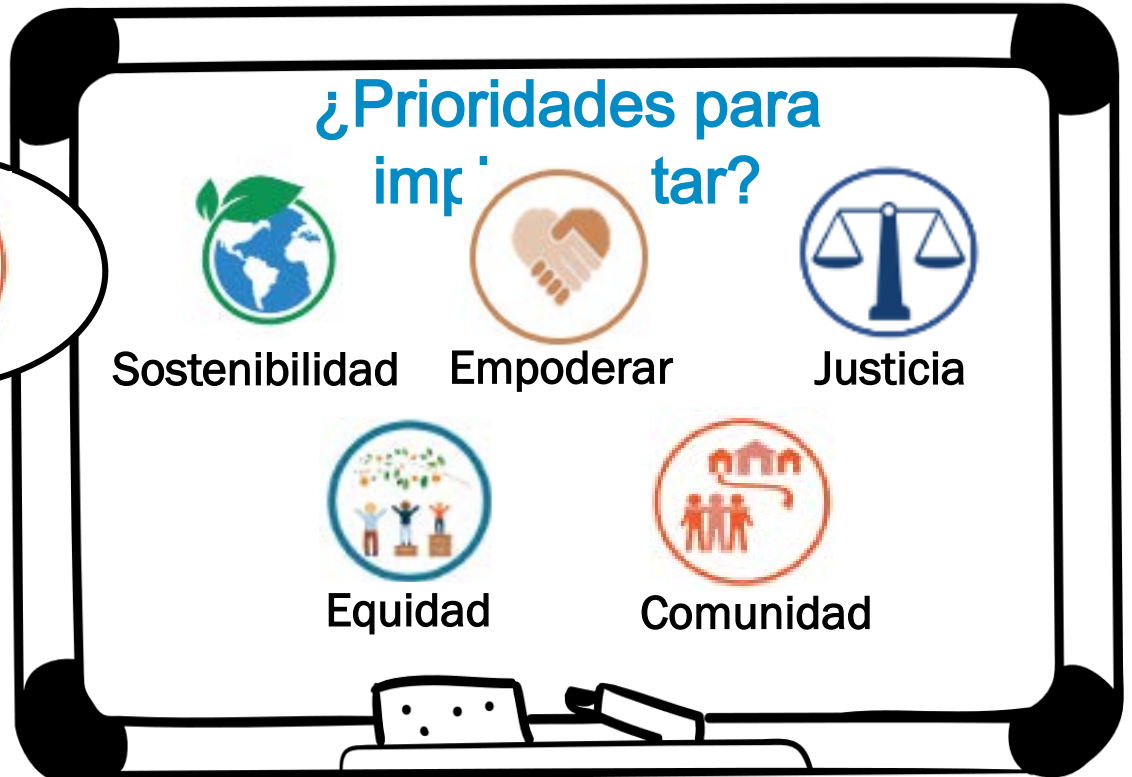 ¿Prioridades para
tar?
Sostenibilidad Empoderar Justicia
Equidad Comunidad